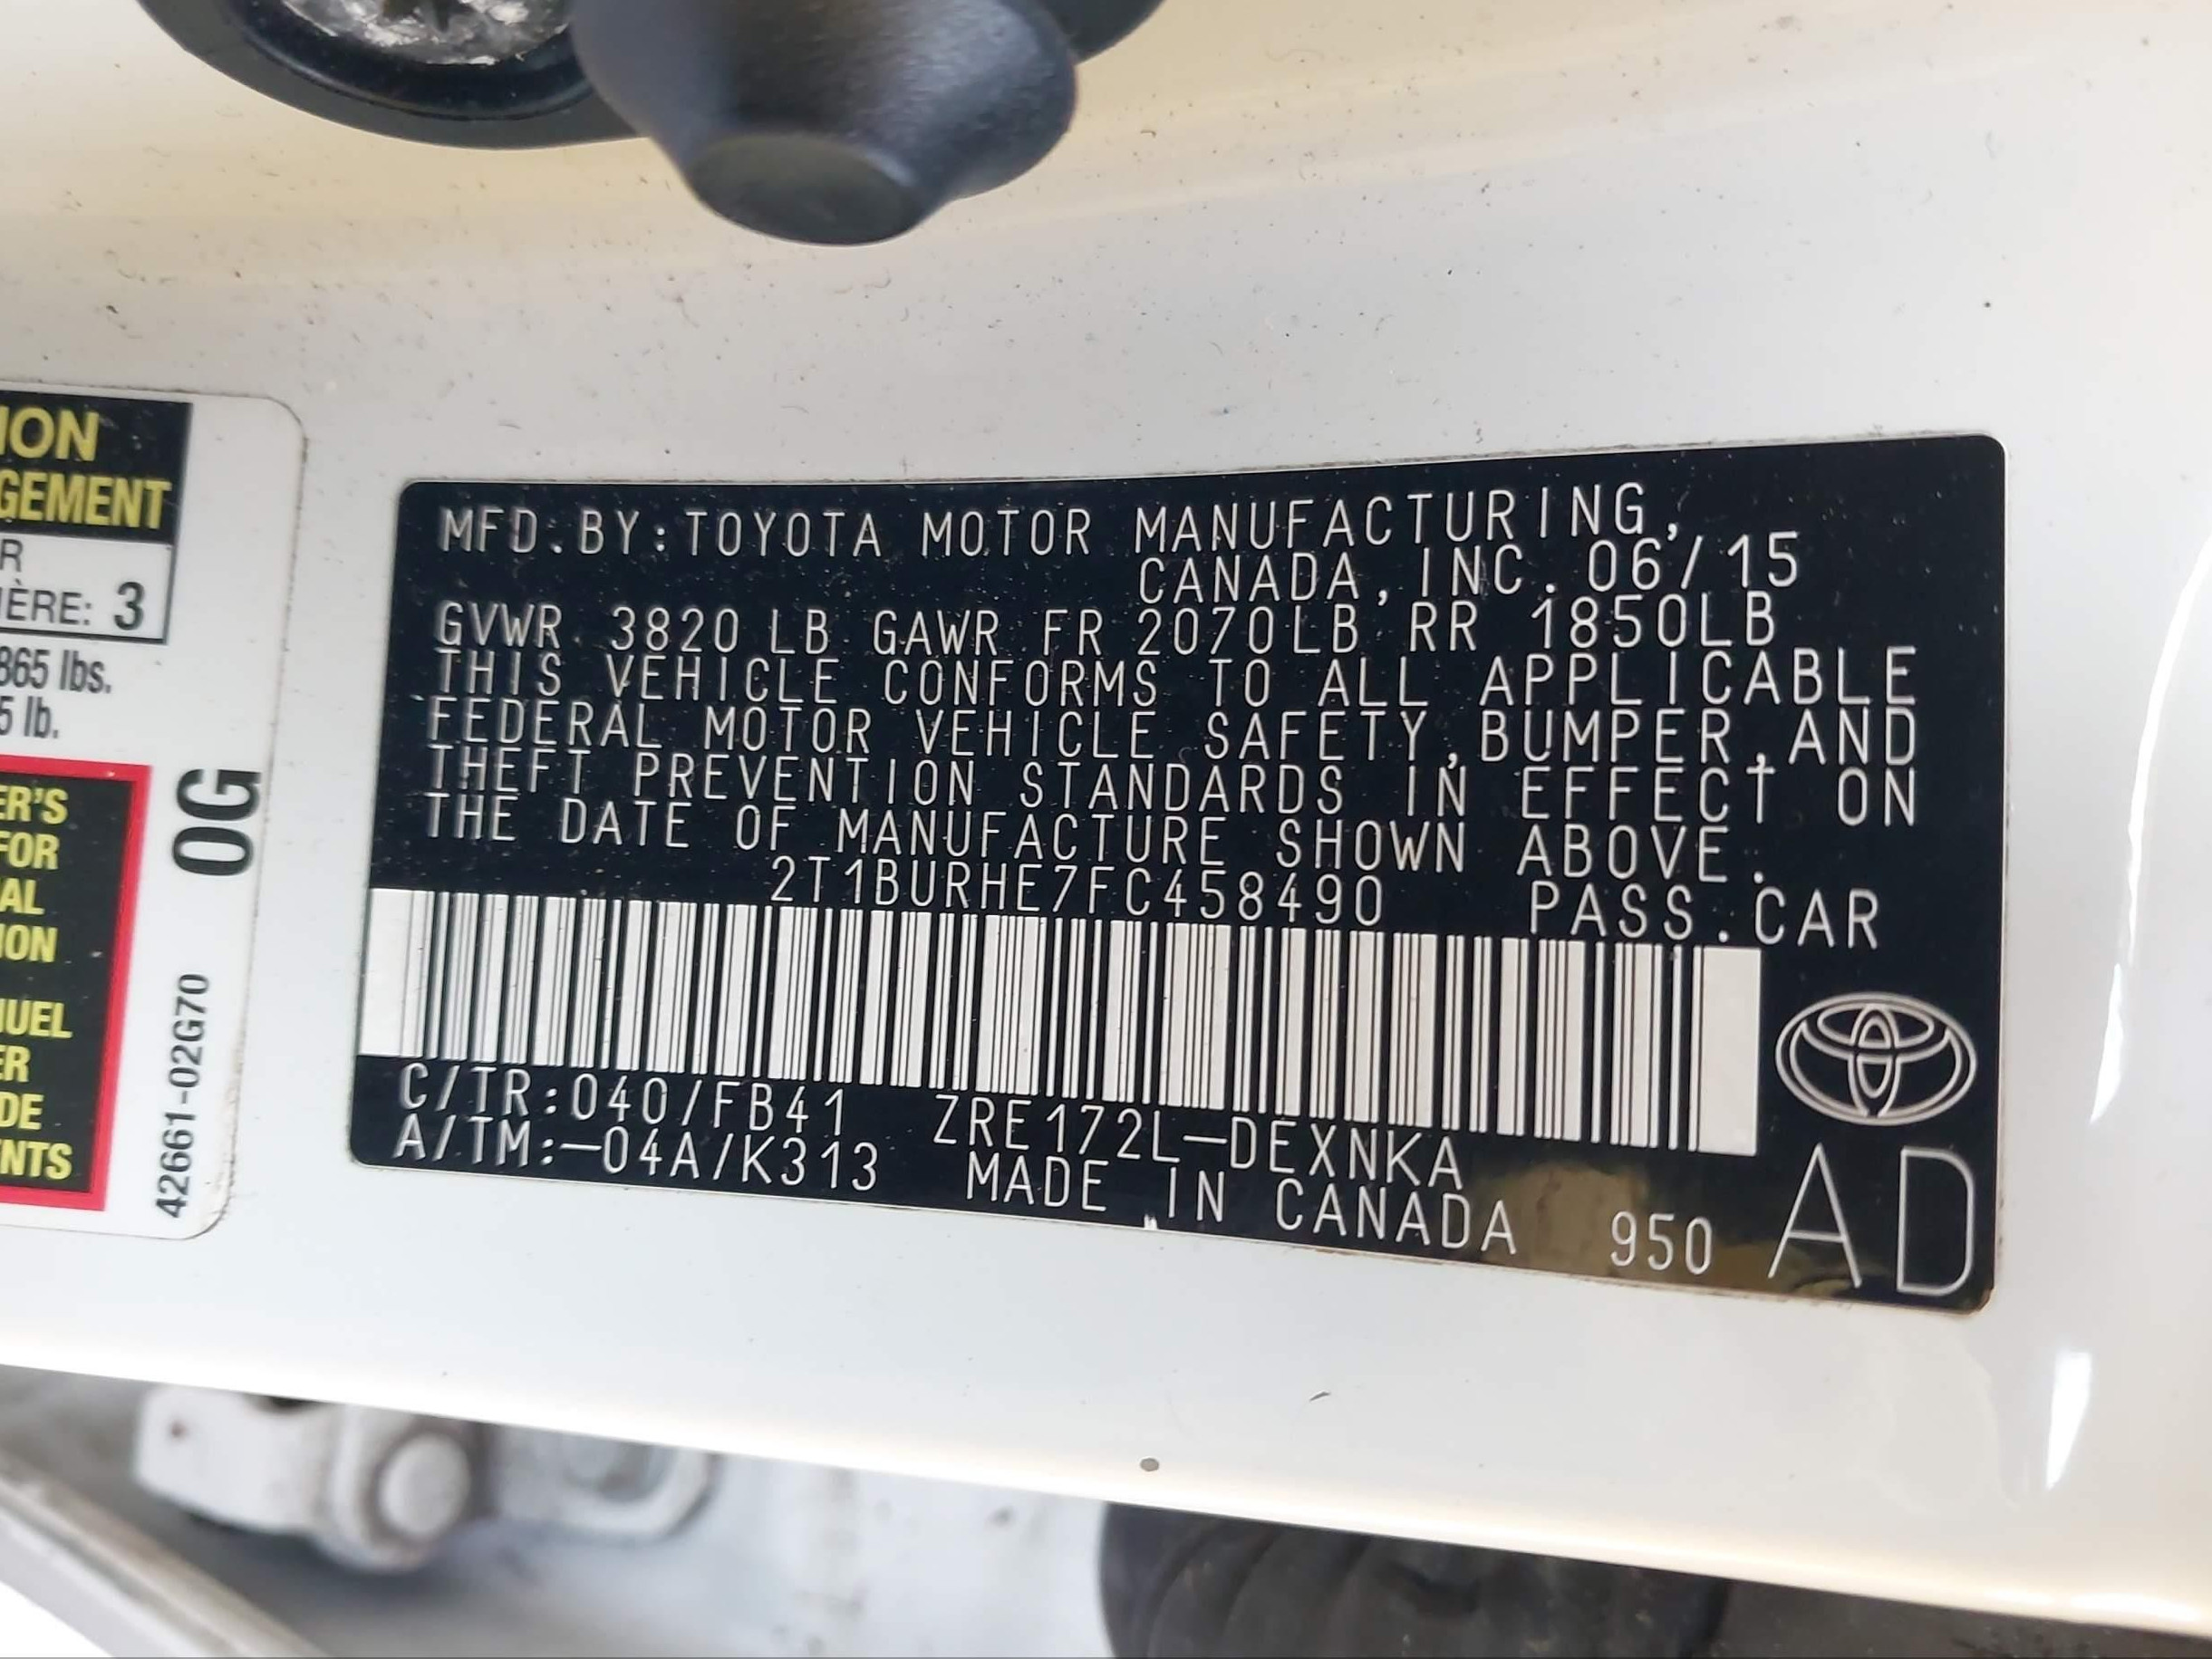 ION
GEMENT
R
IÈRE: 3
865 lbs.
5 lb.
ER'S
FOR
AL
ION
UEL
ER
DE
NTS
0G
42661-02G70
MFD.BY:TOYOTA MOTOR MANUFACTURING,
CANADA,INC.06/15
GVWR 3820 LB GAWR FR 2070LB RR 1850LB
THIS VEHICLE CONFORMS TO ALL APPLICABLE
FEDERAL MOTOR VEHICLE SAFETY,BUMPER,AND
THEFT PREVENTION STANDARDS IN EFFECT ON
THE DATE OF MANUFACTURE SHOWN ABOVE.
2T1BURHE7FC458490 PASS.CAR
C/TR:040/FB41 ZRE172L-DEXNKA
A/TM:-04A/K313 MADE IN CANADA 950 AD